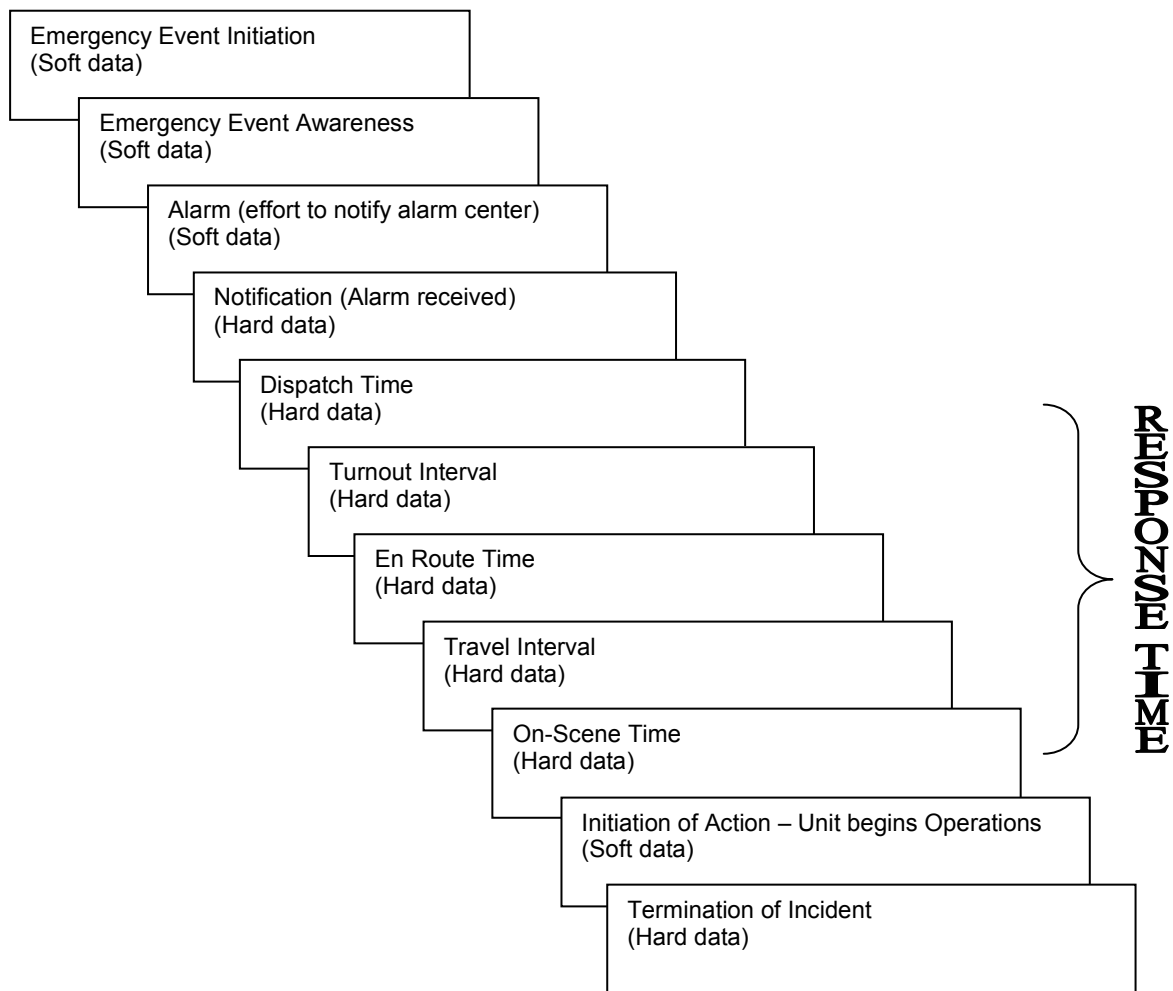 Emergency Event Initiation
(Soft data)
Emergency Event Awareness
(Soft data)
Alarm (effort to notify alarm center)
(Soft data)
Notification (Alarm received)
(Hard data)
Dispatch Time
(Hard data)
Turnout Interval
(Hard data)
En Route Time
(Hard data)
Travel Interval
(Hard data)
On-Scene Time
(Hard data)
Initiation of Action – Unit begins Operations
(Soft data)
Termination of Incident
(Hard data)
RESPONSE TIME